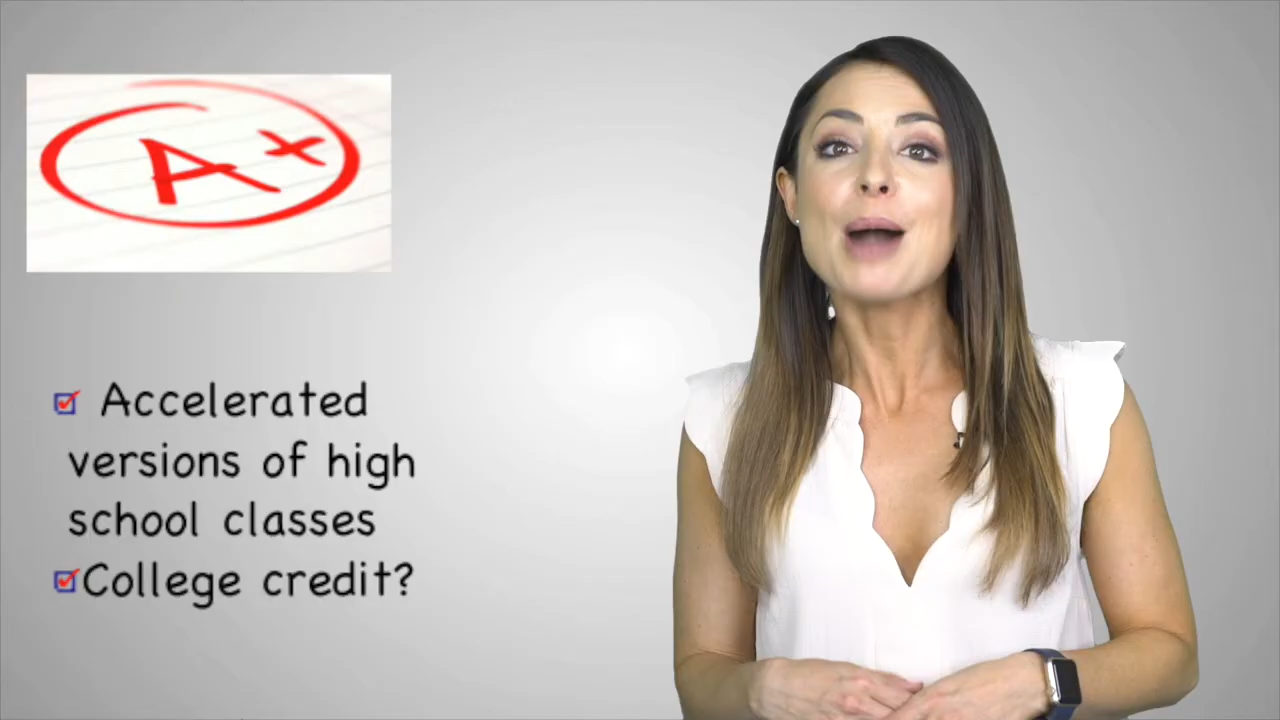 A+
Accelerated
versions of high
school classes
College credit?